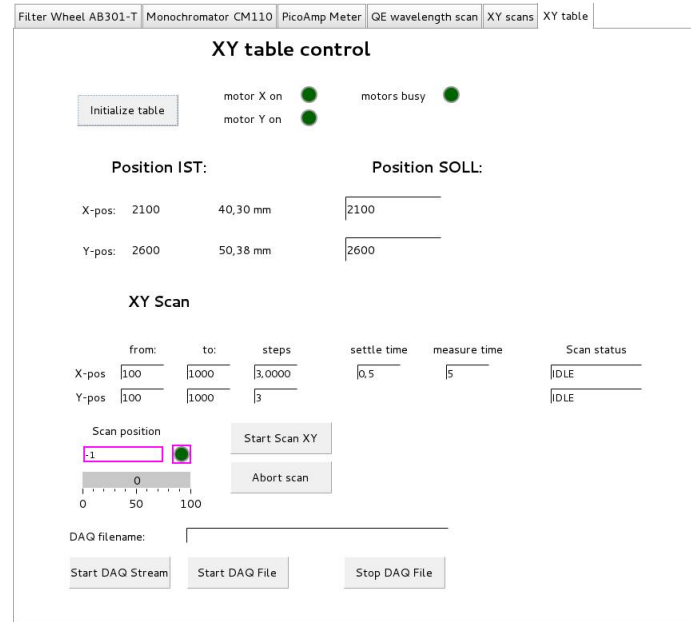 Filter Wheel AB301-T Monochromator CM110 PicoAmp Meter QE wavelength scan XY scans XY table
XY table control
Initialize table
motor X on
motors busy
motor Y on
Position IST:
Position SOLL:
X-pos: 2100 40,30 mm 2100
Y-pos: 2600 50,38 mm 2600
XY Scan
from: to: steps settle time measure time Scan status
X-pos 100 1000 3,0000 0,5 5 IDLE
Y-pos 100 1000 3 IDLE
Scan position
-1
Start Scan XY
0
Abort scan
0 50 100
DAQ filename:
Start DAQ Stream Start DAQ File Stop DAQ File